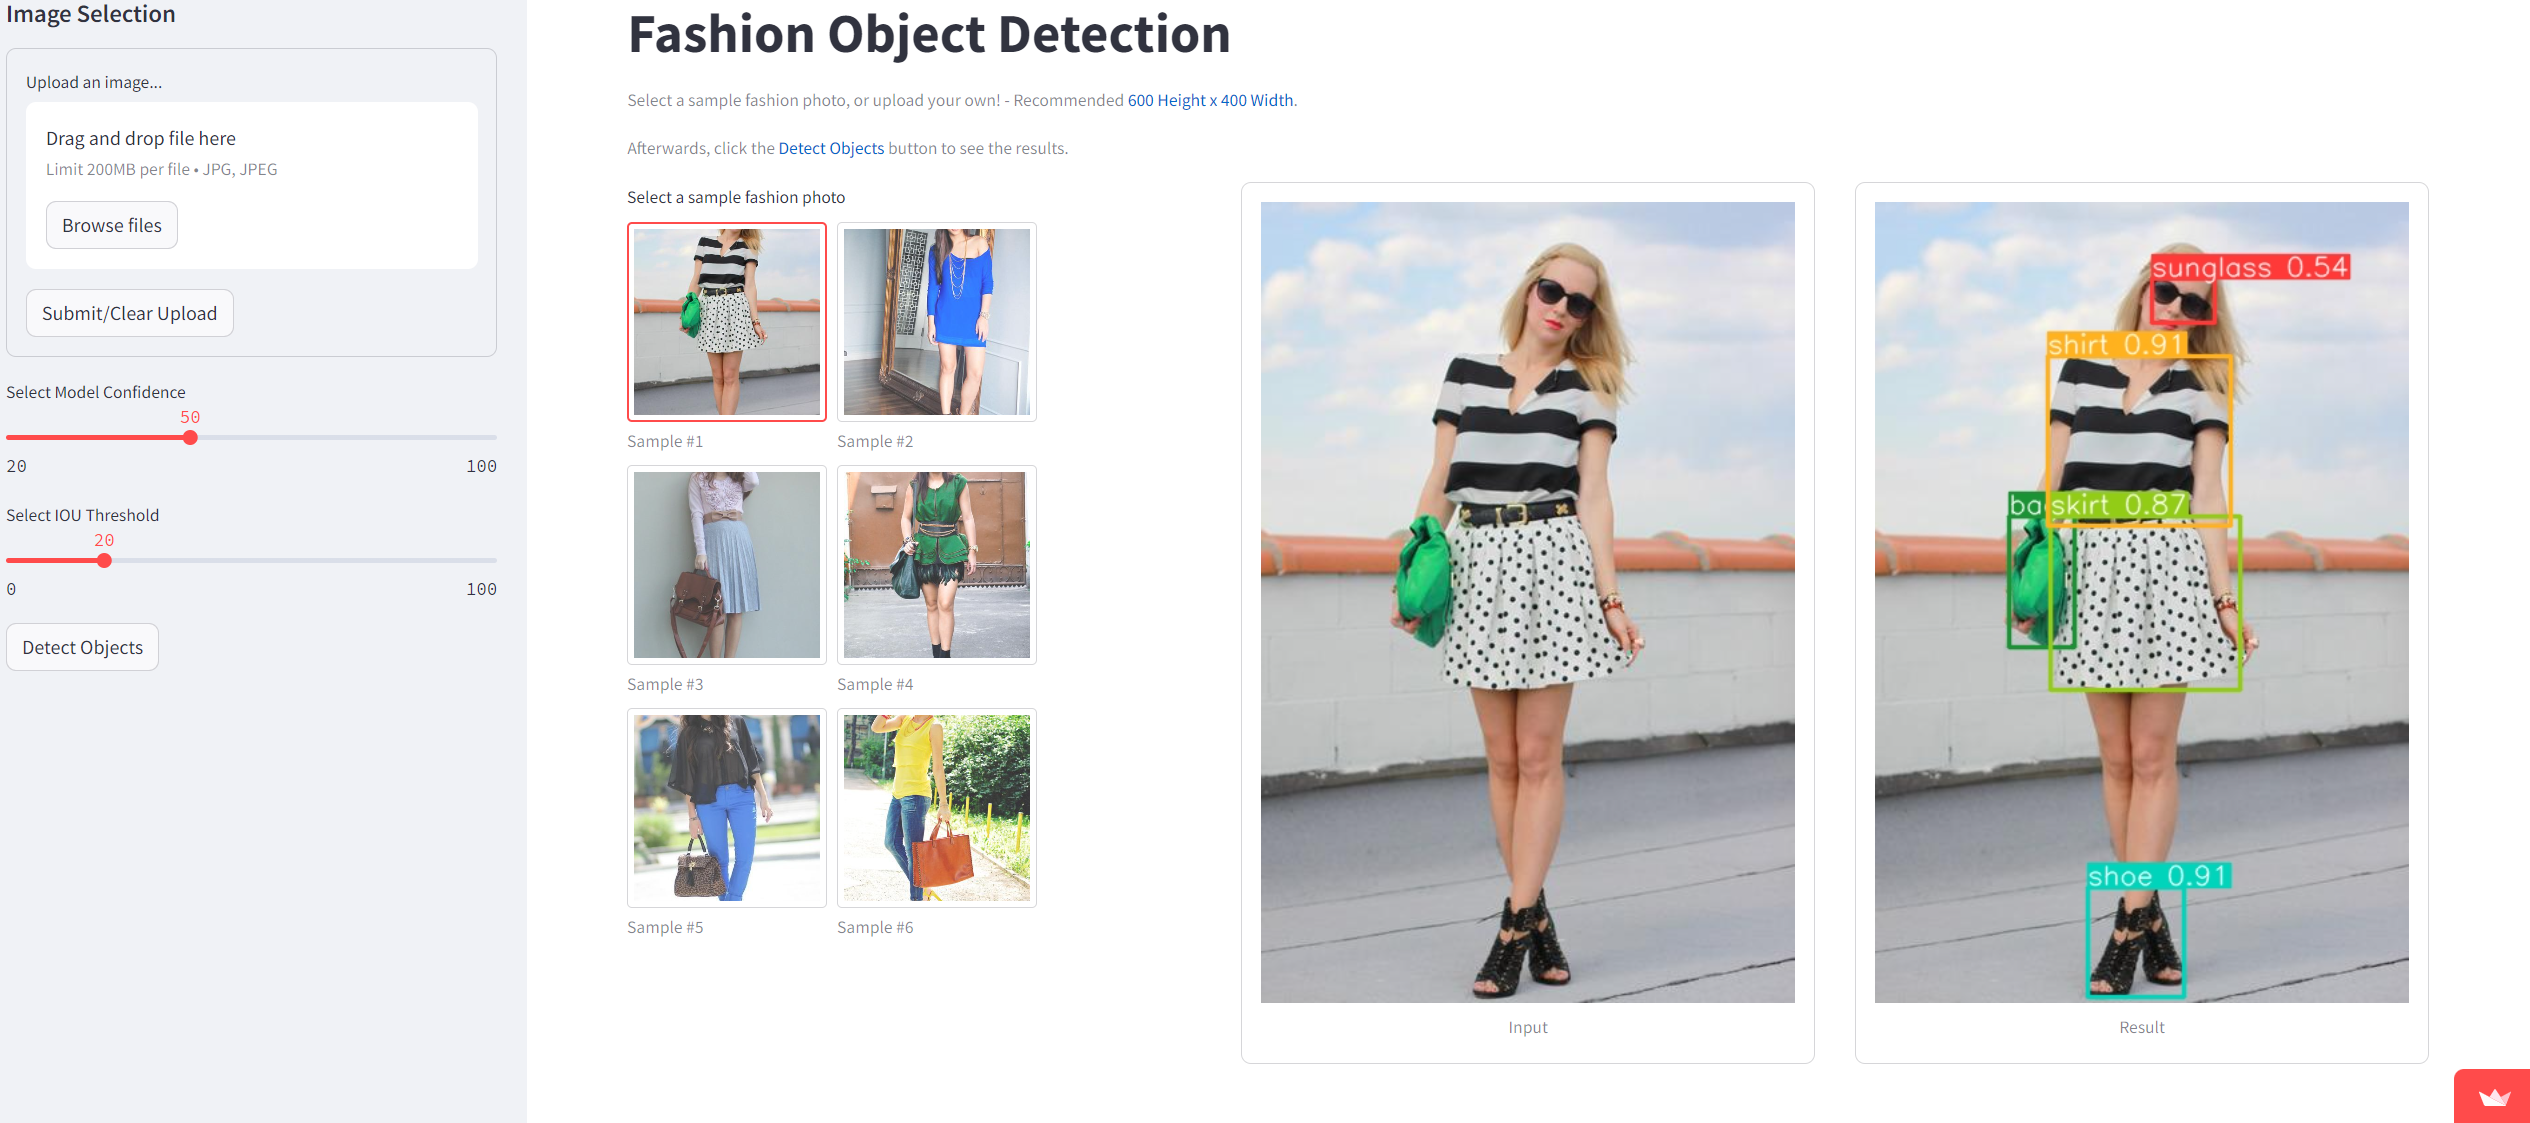 Image Selection
Upload an image...
Drag and drop file here
Limit 200MB per file • JPG, JPEG
Browse files
Submit/Clear Upload
Select Model Confidence
50
20 100
Select IOU Threshold
20
0 100
Detect Objects
Fashion Object Detection
Select a sample fashion photo, or upload your own! - Recommended 600 Height x 400 Width.
Afterwards, click the Detect Objects button to see the results.
Select a sample fashion photo
Sample #1 Sample #2
Sample #3 Sample #4
Sample #5 Sample #6
Input
sunglass 0.54
shirt 0.91
ba skirt 0.87
shoe 0.91
Result